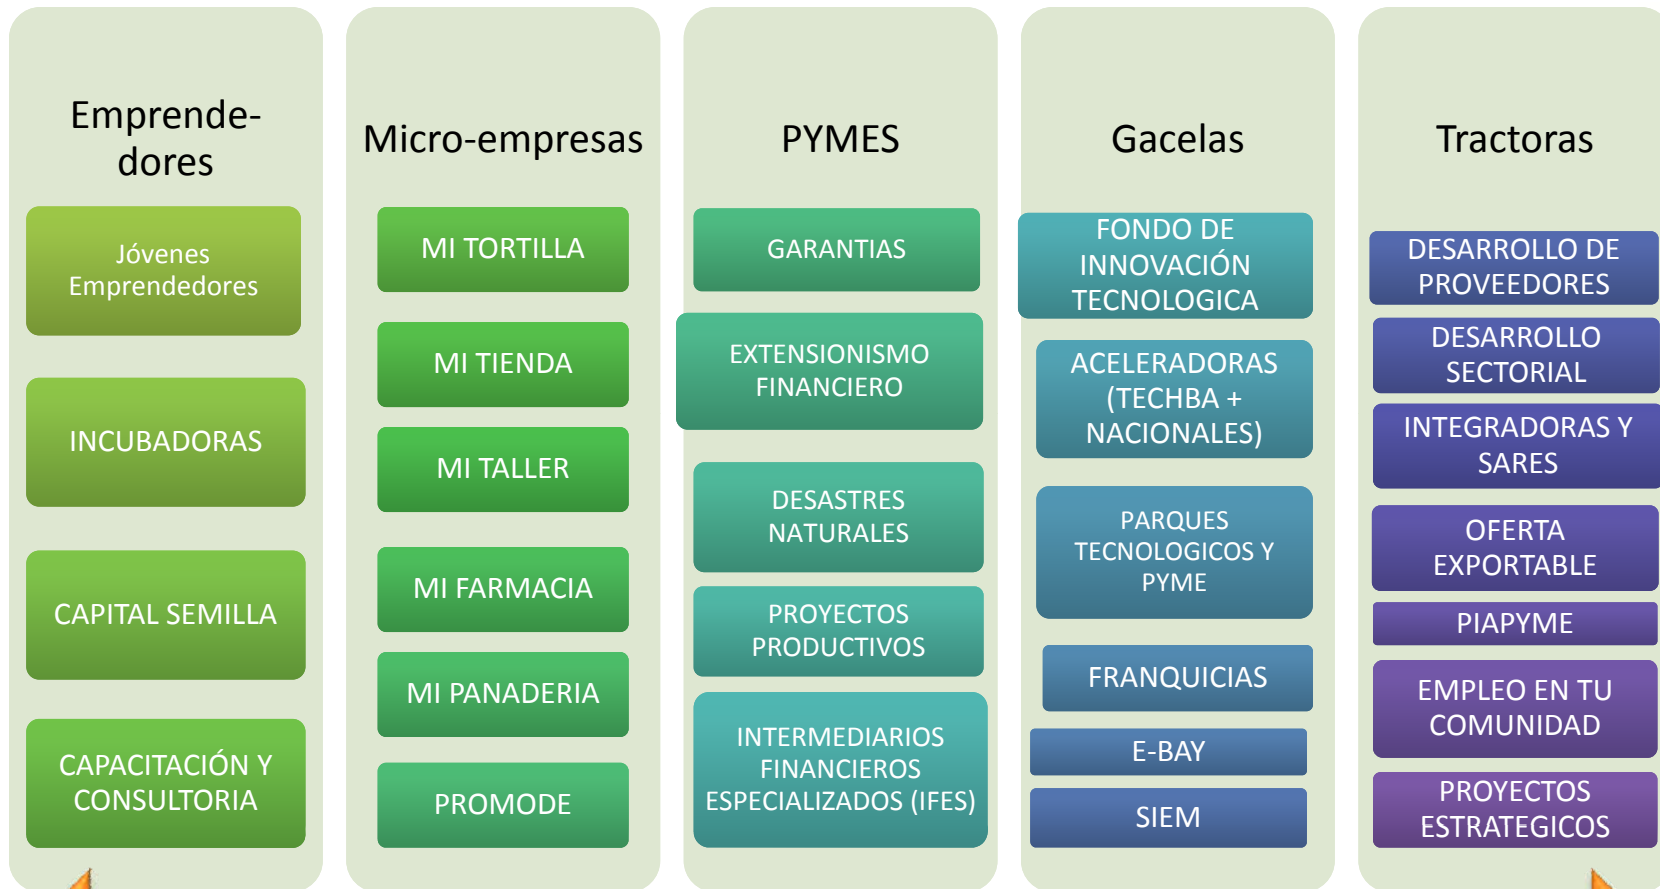 Emprende-
dores
Jóvenes
Emprendedores
INCUBADORAS
CAPITAL SEMILLA
CAPACITACIÓN Y
CONSULTORIA
Micro-empresas
MI TORTILLA
MI TIENDA
MI TALLER
MI FARMACIA
MI PANADERIA
PROMODE
PYMES
GARANTIAS
EXTENSIONISMO
FINANCIERO
DESASTRES
NATURALES
PROYECTOS
PRODUCTIVOS
INTERMEDIARIOS
FINANCIEROS
ESPECIALIZADOS (IFES)
Gacelas
FONDO DE
INNOVACIÓN
TECNOLOGICA
ACELERADORAS
(TECHBA +
NACIONALES)
PARQUES
TECNOLOGICOS Y
PYME
FRANQUICIAS
E-BAY
SIEM
Tractoras
DESARROLLO DE
PROVEEDORES
DESARROLLO
SECTORIAL
INTEGRADORAS Y
SARES
OFERTA
EXPORTABLE
PIAPYME
EMPLEO EN TU
COMUNIDAD
PROYECTOS
ESTRATEGICOS